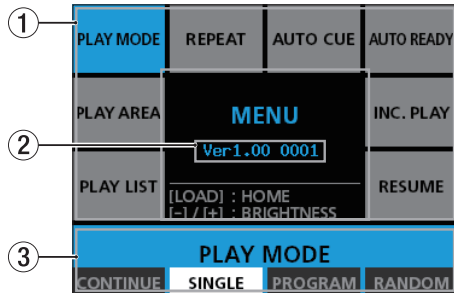 1 PLAY MODE REPEAT AUTO CUE AUTO READY
PLAY AREA MENU INC. PLAY
2 Ver1.00 0001
PLAY LIST RESUME
[LOAD] : HOME
[−] / [+] : BRIGHTNESS
3 PLAY MODE
CONTINUE SINGLE PROGRAM RANDOM